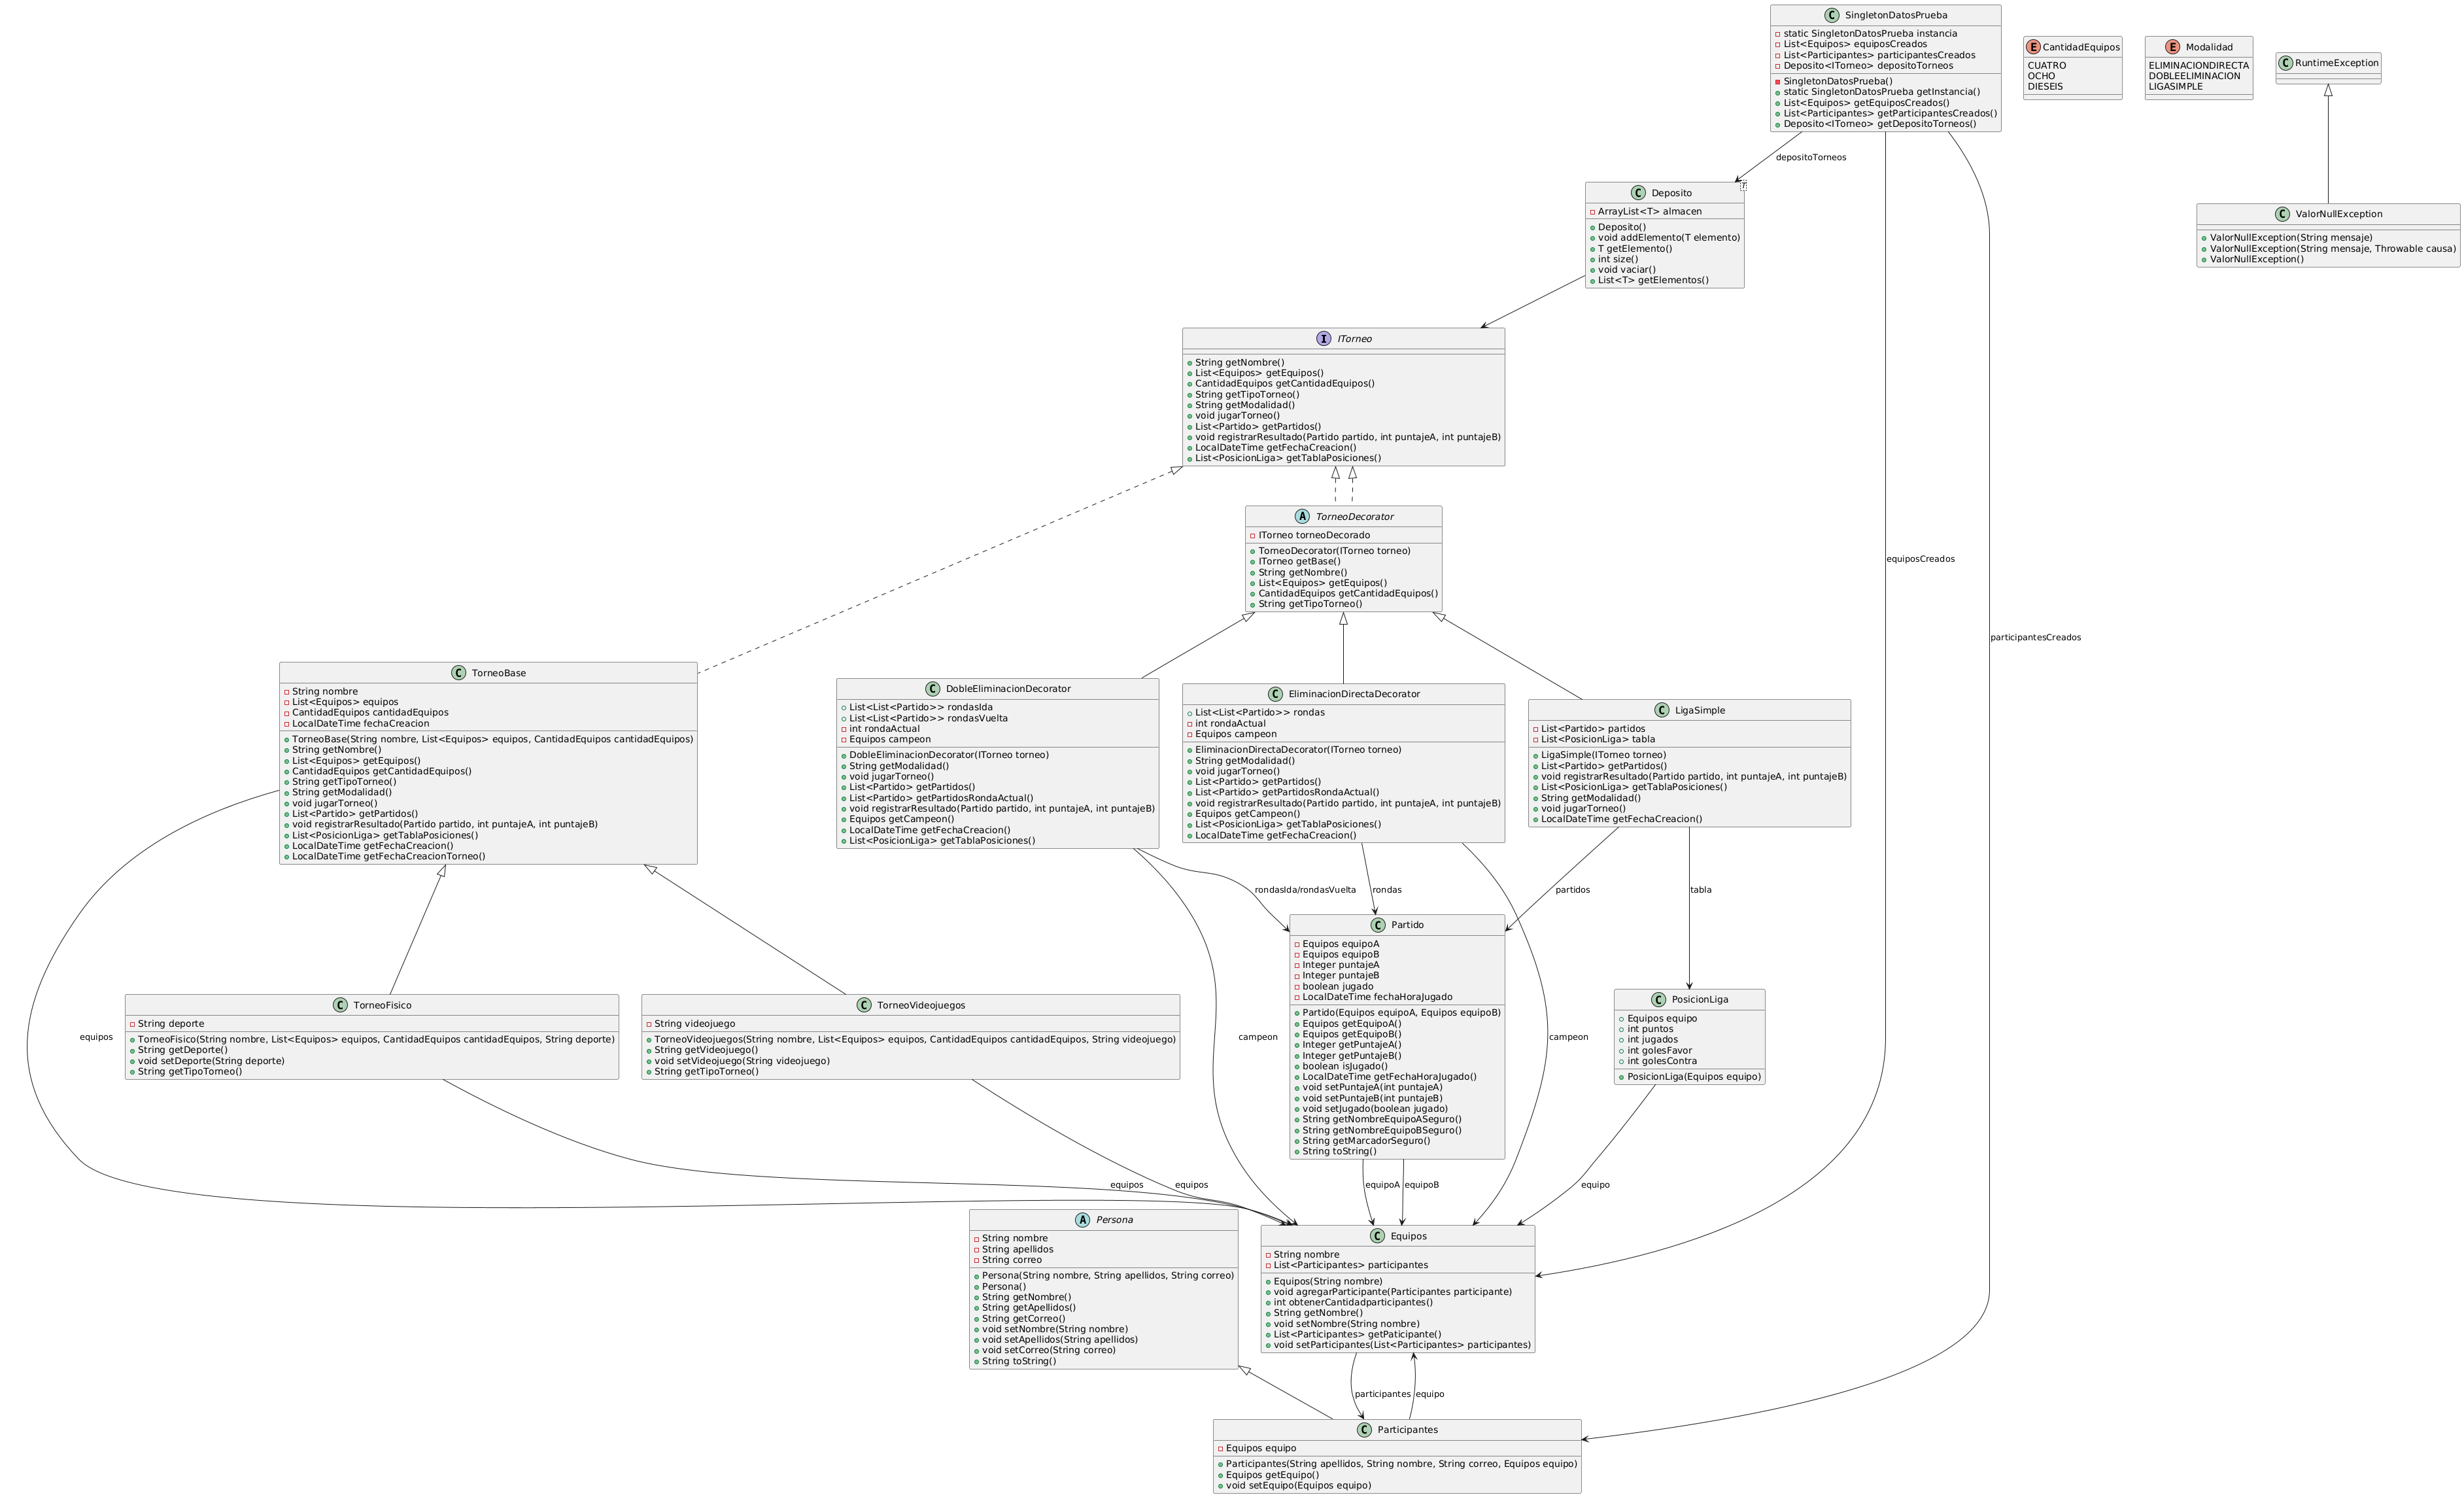 SingletonDatosPrueba
static SingletonDatosPrueba instancia
List<Equipos> equiposCreados
List<Participantes> participantesCreados
Deposito<ITorneo> depositoTorneos
SingletonDatosPrueba()
static SingletonDatosPrueba getInstancia()
List<Equipos> getEquiposCreados()
List<Participantes> getParticipantesCreados()
Deposito<ITorneo> getDepositoTorneos()
CantidadEquipos
CUATRO
OCHO
DIESEIS
Modalidad
ELIMINACIONDIRECTA
DOBLEELIMINACION
LIGASIMPLE
RuntimeException
depositoTorneos
Deposito
T
ArrayList<T> almacen
Deposito()
void addElemento(T elemento)
T getElemento()
int size()
void vaciar()
List<T> getElementos()
ValorNullException
ValorNullException(String mensaje)
ValorNullException(String mensaje, Throwable causa)
ValorNullException()
ITorneo
String getNombre()
List<Equipos> getEquipos()
CantidadEquipos getCantidadEquipos()
String getTipoTorneo()
String getModalidad()
void jugarTorneo()
List<Partido> getPartidos()
void registrarResultado(Partido partido, int puntajeA, int puntajeB)
LocalDateTime getFechaCreacion()
List<PosicionLiga> getTablaPosiciones()
TorneoDecorator
ITorneo torneoDecorado
TorneoDecorator(ITorneo torneo)
ITorneo getBase()
String getNombre()
List<Equipos> getEquipos()
CantidadEquipos getCantidadEquipos()
String getTipoTorneo()
equiposCreados
participantesCreados
TorneoBase
String nombre
List<Equipos> equipos
CantidadEquipos cantidadEquipos
LocalDateTime fechaCreacion
TorneoBase(String nombre, List<Equipos> equipos, CantidadEquipos cantidadEquipos)
String getNombre()
List<Equipos> getEquipos()
CantidadEquipos getCantidadEquipos()
String getTipoTorneo()
String getModalidad()
void jugarTorneo()
List<Partido> getPartidos()
void registrarResultado(Partido partido, int puntajeA, int puntajeB)
List<PosicionLiga> getTablaPosiciones()
LocalDateTime getFechaCreacion()
LocalDateTime getFechaCreacionTorneo()
DobleEliminacionDecorator
List<List<Partido>> rondasIda
List<List<Partido>> rondasVuelta
int rondaActual
Equipos campeon
DobleEliminacionDecorator(ITorneo torneo)
String getModalidad()
void jugarTorneo()
List<Partido> getPartidos()
List<Partido> getPartidosRondaActual()
void registrarResultado(Partido partido, int puntajeA, int puntajeB)
Equipos getCampeon()
LocalDateTime getFechaCreacion()
List<PosicionLiga> getTablaPosiciones()
EliminacionDirectaDecorator
List<List<Partido>> rondas
int rondaActual
Equipos campeon
EliminacionDirectaDecorator(ITorneo torneo)
String getModalidad()
void jugarTorneo()
List<Partido> getPartidos()
List<Partido> getPartidosRondaActual()
void registrarResultado(Partido partido, int puntajeA, int puntajeB)
Equipos getCampeon()
List<PosicionLiga> getTablaPosiciones()
LocalDateTime getFechaCreacion()
LigaSimple
List<Partido> partidos
List<PosicionLiga> tabla
LigaSimple(ITorneo torneo)
List<Partido> getPartidos()
void registrarResultado(Partido partido, int puntajeA, int puntajeB)
List<PosicionLiga> getTablaPosiciones()
String getModalidad()
void jugarTorneo()
LocalDateTime getFechaCreacion()
rondasIda/rondasVuelta
rondas
partidos
tabla
Partido
Equipos equipoA
Equipos equipoB
Integer puntajeA
Integer puntajeB
boolean jugado
LocalDateTime fechaHoraJugado
Partido(Equipos equipoA, Equipos equipoB)
Equipos getEquipoA()
Equipos getEquipoB()
Integer getPuntajeA()
Integer getPuntajeB()
boolean isJugado()
LocalDateTime getFechaHoraJugado()
void setPuntajeA(int puntajeA)
void setPuntajeB(int puntajeB)
void setJugado(boolean jugado)
String getNombreEquipoASeguro()
String getNombreEquipoBSeguro()
String getMarcadorSeguro()
String toString()
PosicionLiga
Equipos equipo
int puntos
int jugados
int golesFavor
int golesContra
PosicionLiga(Equipos equipo)
TorneoFisico
String deporte
TorneoFisico(String nombre, List<Equipos> equipos, CantidadEquipos cantidadEquipos, String deporte)
String getDeporte()
void setDeporte(String deporte)
String getTipoTorneo()
TorneoVideojuegos
String videojuego
TorneoVideojuegos(String nombre, List<Equipos> equipos, CantidadEquipos cantidadEquipos, String videojuego)
String getVideojuego()
void setVideojuego(String videojuego)
String getTipoTorneo()
equipos
campeon
campeon
equipos
equipos
equipoA
equipoB
equipo
Persona
String nombre
String apellidos
String correo
Persona(String nombre, String apellidos, String correo)
Persona()
String getNombre()
String getApellidos()
String getCorreo()
void setNombre(String nombre)
void setApellidos(String apellidos)
void setCorreo(String correo)
String toString()
Equipos
String nombre
List<Participantes> participantes
Equipos(String nombre)
void agregarParticipante(Participantes participante)
int obtenerCantidadparticipantes()
String getNombre()
void setNombre(String nombre)
List<Participantes> getPaticipante()
void setParticipantes(List<Participantes> participantes)
participantes
equipo
Participantes
Equipos equipo
Participantes(String apellidos, String nombre, String correo, Equipos equipo)
Equipos getEquipo()
void setEquipo(Equipos equipo)